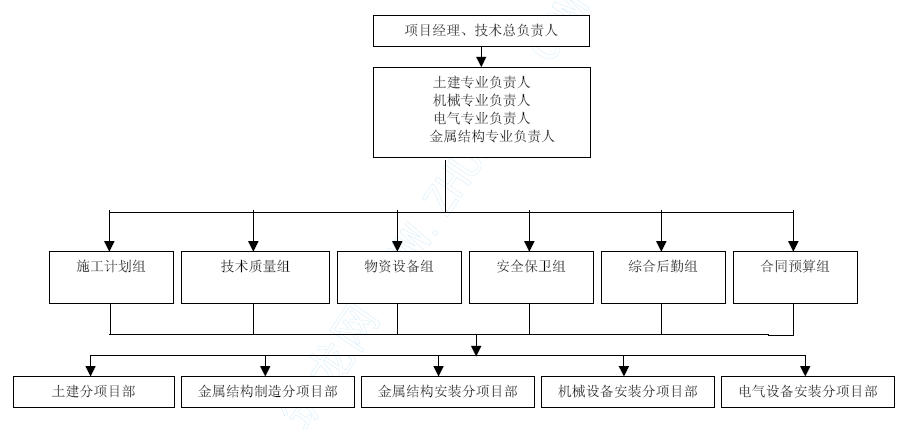 项目经理、技术总负责人
土建专业负责人
机械专业负责人
电气专业负责人
金属结构专业负责人
施工计划组
技术质量组
物资设备组
安全保卫组
综合后勤组
合同预算组
土建分项目部
金属结构制造分项目部
金属结构安装分项目部
机械设备安装分项目部
电气设备安装分项目部